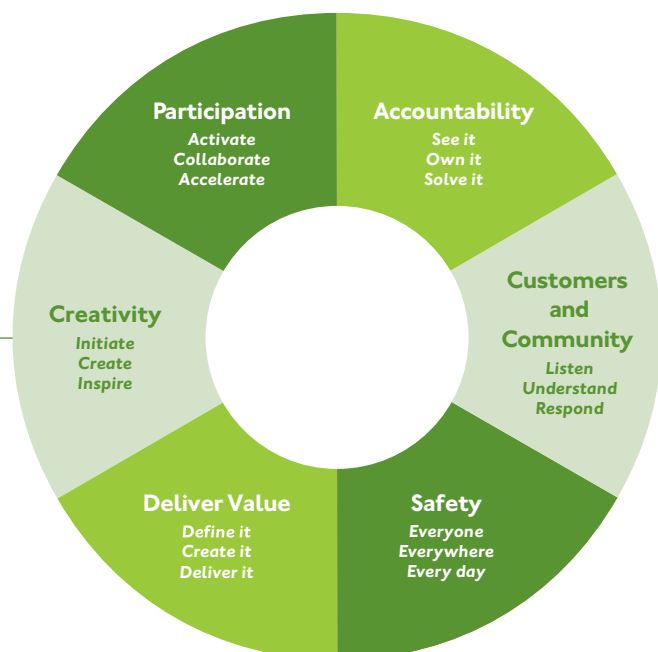 Participation
Activate
Collaborate
Accelerate
Accountability
See it
Own it
Solve it
Customers
and
Community
Listen
Understand
Respond
Safety
Everyone
Everywhere
Every day
Deliver Value
Define it
Create it
Deliver it
Creativity
Initiate
Create
Inspire